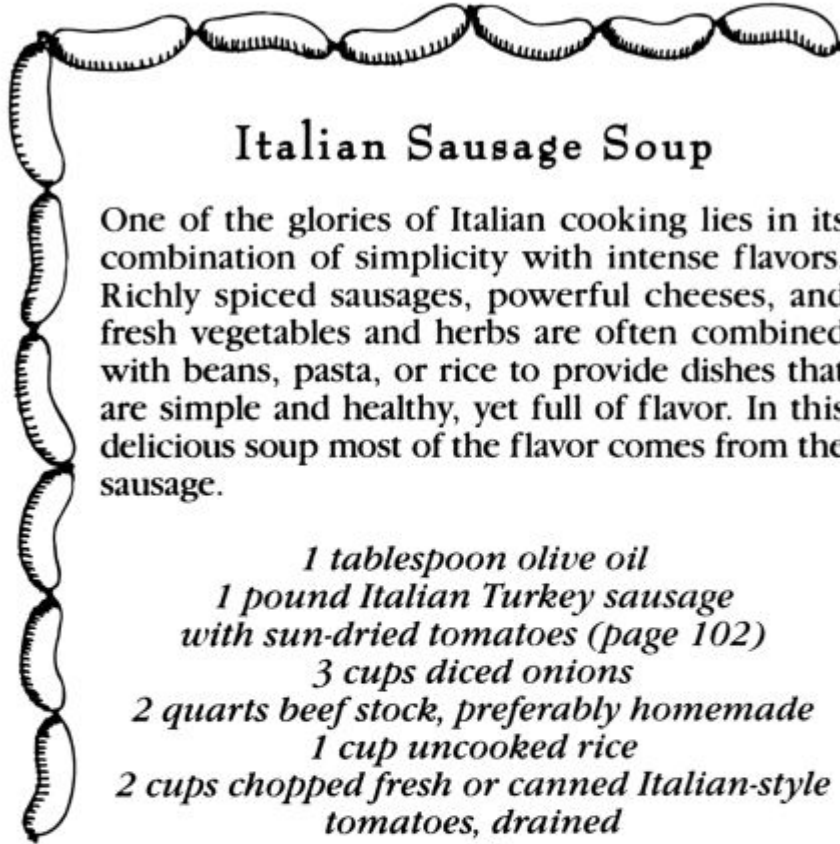 Italian Sausage Soup
One of the glories of Italian cooking lies in its
combination of simplicity with intense flavors.
Richly spiced sausages, powerful cheeses, and
fresh vegetables and herbs are often combined
with beans, pasta, or rice to provide dishes that
are simple and healthy, yet full of flavor. In this
delicious soup most of the flavor comes from the
sausage.
1 tablespoon olive oil
1 pound Italian Turkey sausage
with sun-dried tomatoes (page 102)
3 cups diced onions
2 quarts beef stock, preferably homemade
1 cup uncooked rice
2 cups chopped fresh or canned Italian-style
tomatoes, drained